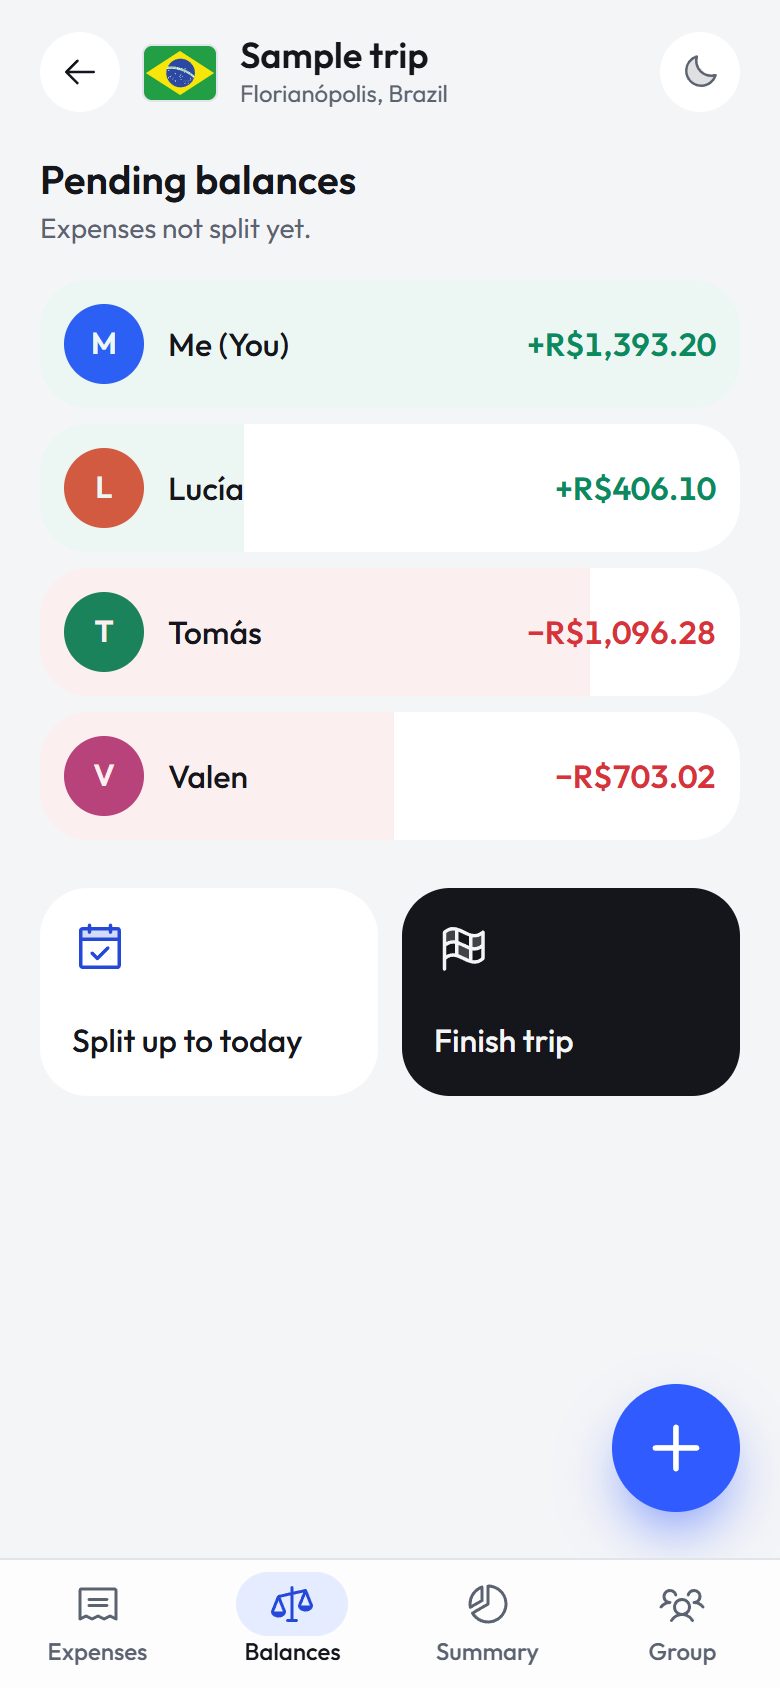 Sample trip
Florianópolis, Brazil
Pending balances
Expenses not split yet.
M Me (You) +R$1,393.20
L Lucía +R$406.10
T Tomás −R$1,096.28
V Valen −R$703.02
Split up to today
Finish trip
Expenses Balances Summary Group